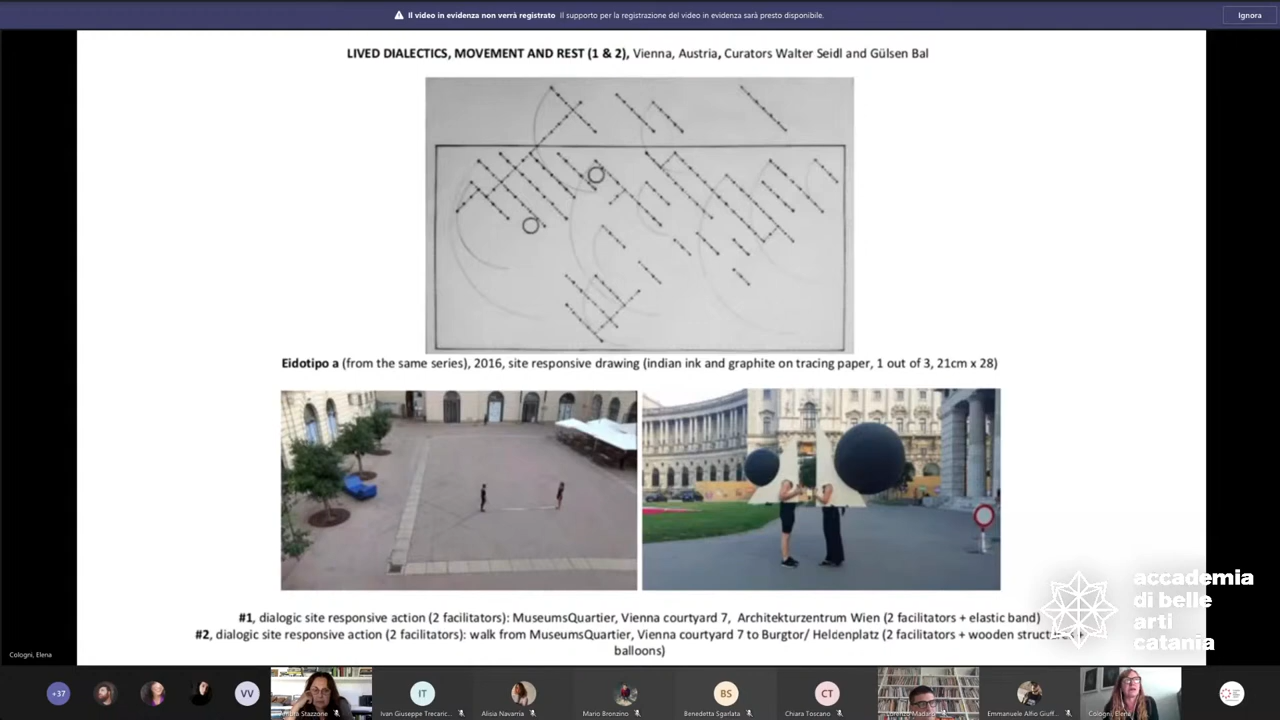 Il video in evidenza non verrà registrato Il supporto per la registrazione del video in evidenza sarà presto disponibile.
Ignora
LIVED DIALECTICS, MOVEMENT AND REST (1 & 2), Vienna, Austria, Curators Walter Seidl and Gülsen Bal
Eidotipo a (from the same series), 2016, site responsive drawing (indian ink and graphite on tracing paper, 1 out of 3, 21cm x 28)
#1, dialogic site responsive action (2 facilitators): MuseumsQuartier, Vienna courtyard 7, Architekturzentrum Wien (2 facilitators + elastic band)
#2, dialogic site responsive action (2 facilitators): walk from MuseumsQuartier, Vienna courtyard 7 to Burgtor/ Heldenplatz (2 facilitators + wooden
balloons)
accademia
di belle
arti
catania
Cologni, Elena
+37
VV
Stazzone
IT
Ivan Giuseppe Trecaric...
Alisia Navarria
Mario Bronzino
BS
Benedetta Sgarlata
CT
Chiara Toscano
Emmanuele Alfio Giuff...
Cologni, Elena